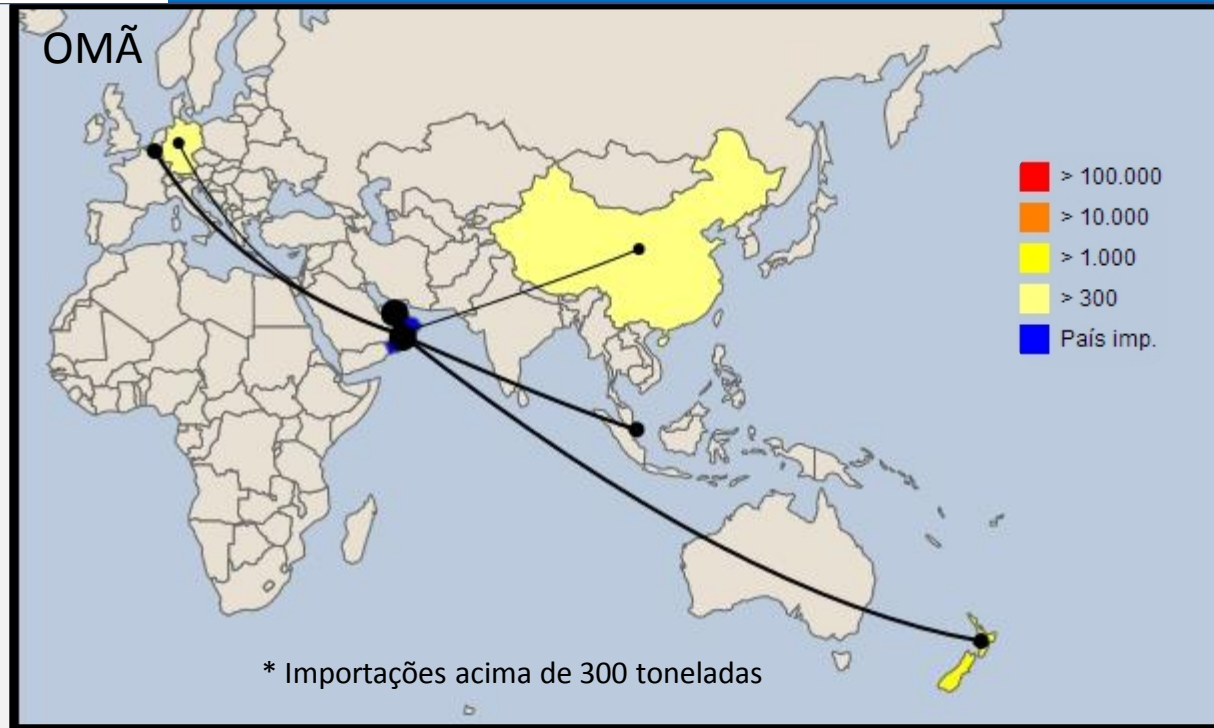 OMÃ
> 100.000
> 10.000
> 1.000
> 300
País imp.
* Importações acima de 300 toneladas